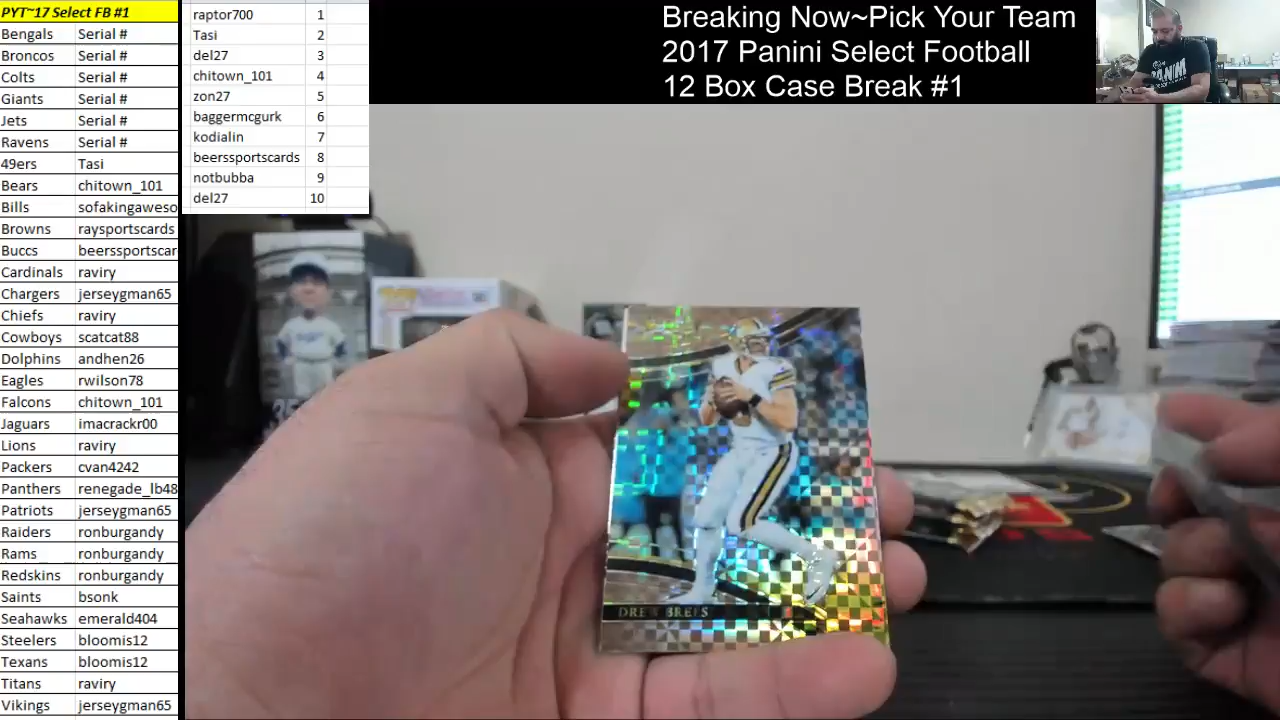 PYT~17 Select FB #1
Bengals Serial #
Broncos Serial #
Colts Serial #
Giants Serial #
Jets Serial #
Ravens Serial #
49ers Tasi
Bears chitown_101
Bills sofakingaweso
Browns raysportscards
Buccs beerssportscar
Cardinals raviry
Chargers jerseygman65
Chiefs raviry
Cowboys scatcat88
Dolphins andhen26
Eagles rwilson78
Falcons chitown_101
Jaguars imacrackr00
Lions raviry
Packers cvan4242
Panthers renegade_lb48
Patriots jerseygman65
Raiders ronburgandy
Rams ronburgandy
Redskins ronburgandy
Saints bsonk
Seahawks emerald404
Steelers bloomis12
Texans bloomis12
Titans raviry
Vikings jerseygman65
raptor700 1
Tasi 2
del27 3
chitown_101 4
zon27 5
baggermcgurk 6
kodialin 7
beerssportscards 8
notbubba 9
del27 10
Breaking Now~Pick Your Team
2017 Panini Select Football
12 Box Case Break #1
PANINI
DREW BREES